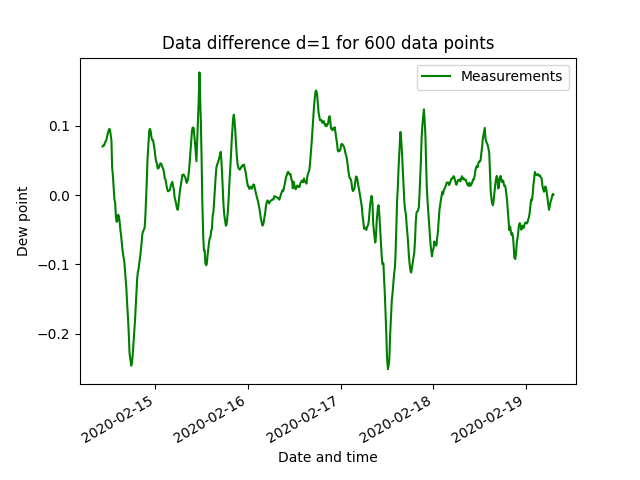 Data difference d=1 for 600 data points
Measurements
Dew point
0.1
0.0
−0.1
−0.2
2020-02-15
2020-02-16
2020-02-17
2020-02-18
2020-02-19
Date and time